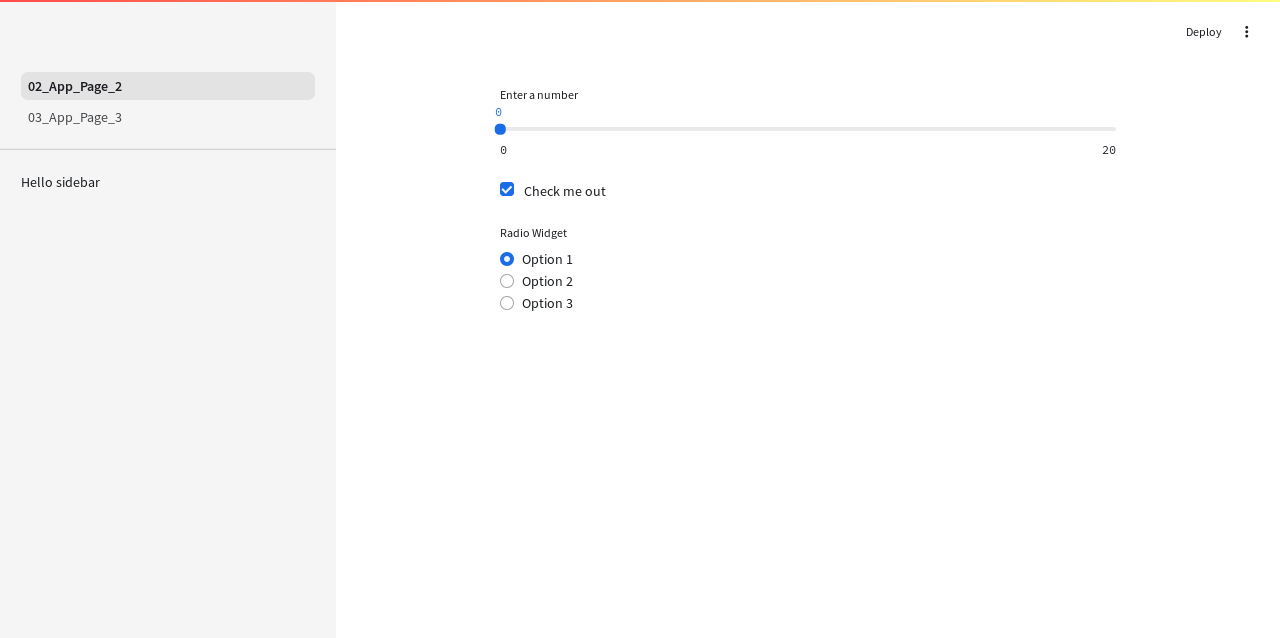 Deploy
02_App_Page_2
03_App_Page_3
Hello sidebar
Enter a number
0
0 20
Check me out
Radio Widget
Option 1
Option 2
Option 3